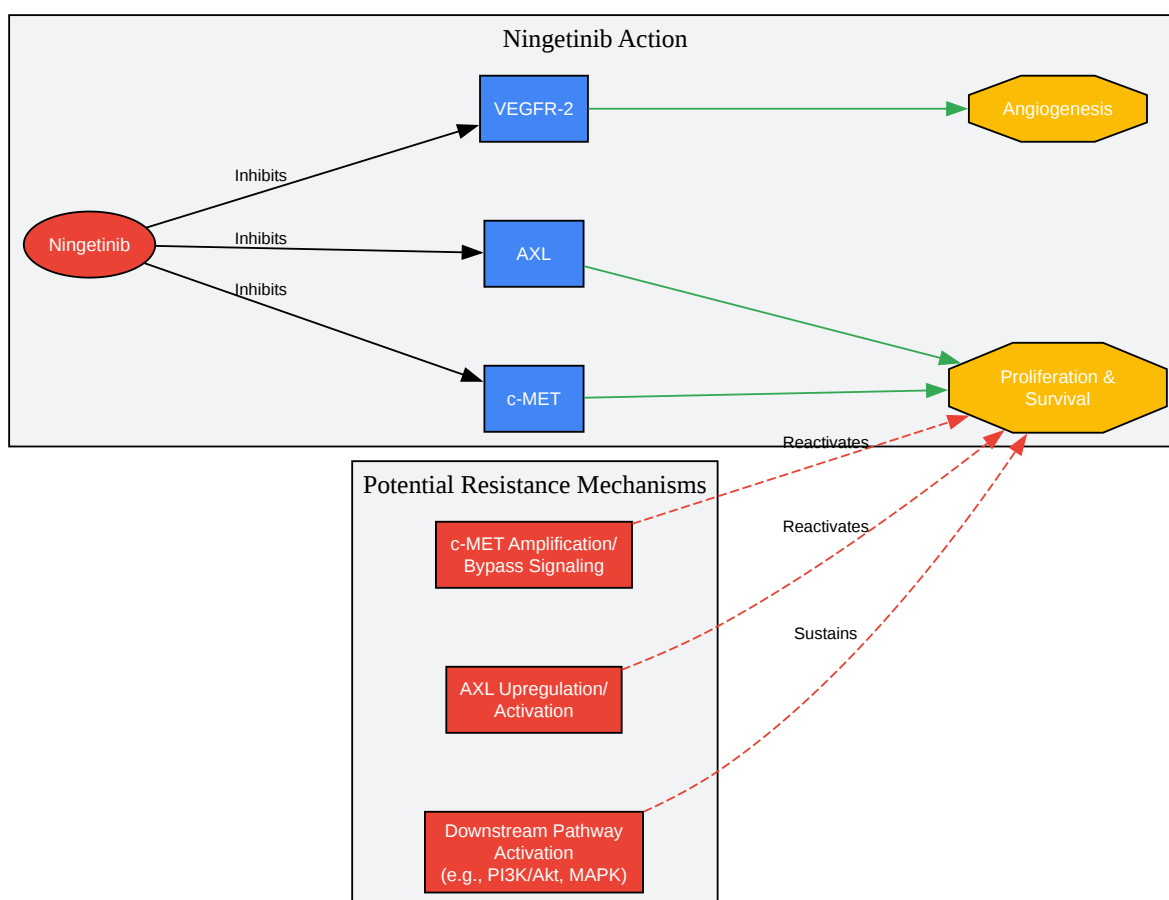 Ningetinib Action
VEGFR-2
Angiogenesis
Inhibits
Ningetinib
Inhibits
AXL
Inhibits
c-MET
Proliferation &
Survival
Reactivates
Potential Resistance Mechanisms
c-MET Amplification/
Bypass Signaling
Reactivates
Sustains
AXL Upregulation/
Activation
Downstream Pathway
Activation
(e.g., PI3K/Akt, MAPK)